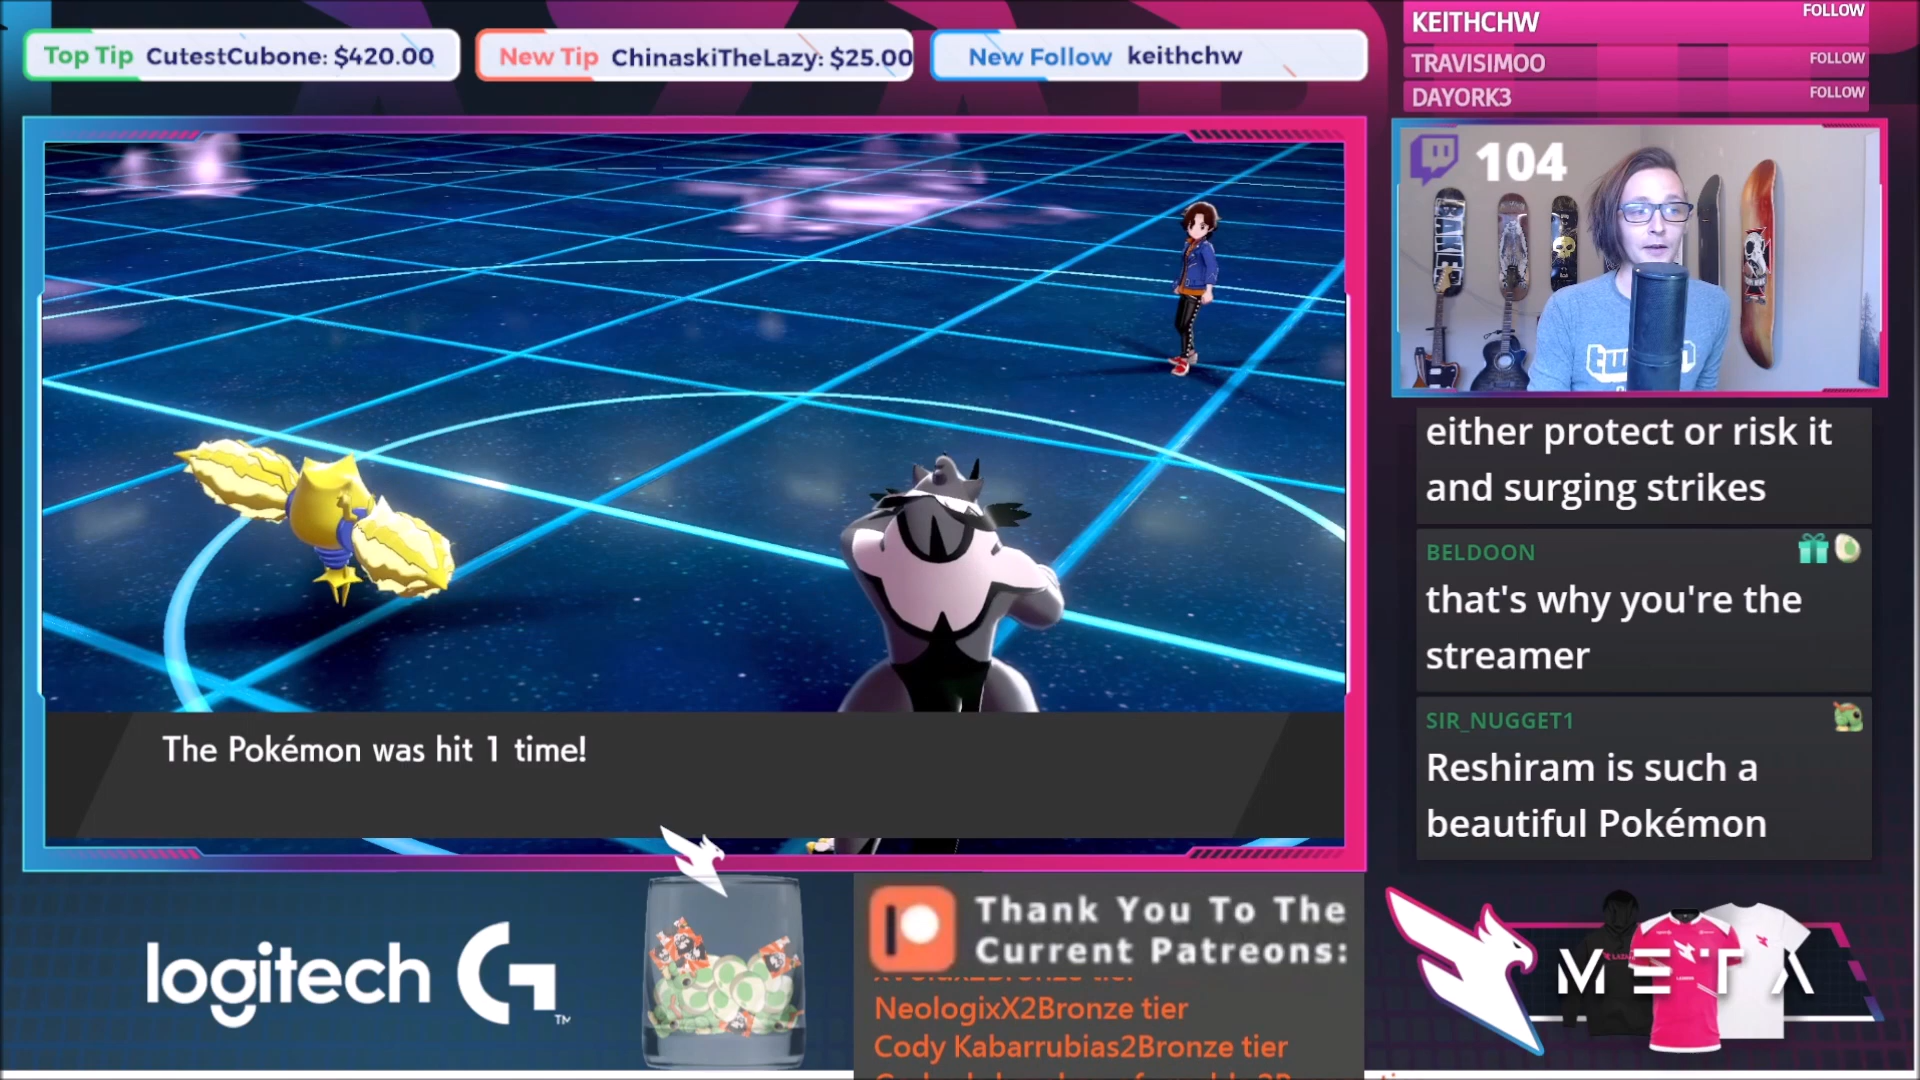 Top Tip CutestCubone: $420.00
New Tip ChinaskiTheLazy: $25.00
New Follow keithchw
KEITHCHW FOLLOW
TRAVISIMOO FOLLOW
DAYORK3 FOLLOW
104
either protect or risk it
and surging strikes
BELDOON
that's why you're the
streamer
SIR_NUGGET1
Reshiram is such a
beautiful Pokémon
The Pokémon was hit 1 time!
logitech G
TM
Thank You To The
Current Patreons:
NeologixX2Bronze tier
Cody Kabarrubias2Bronze tier
META